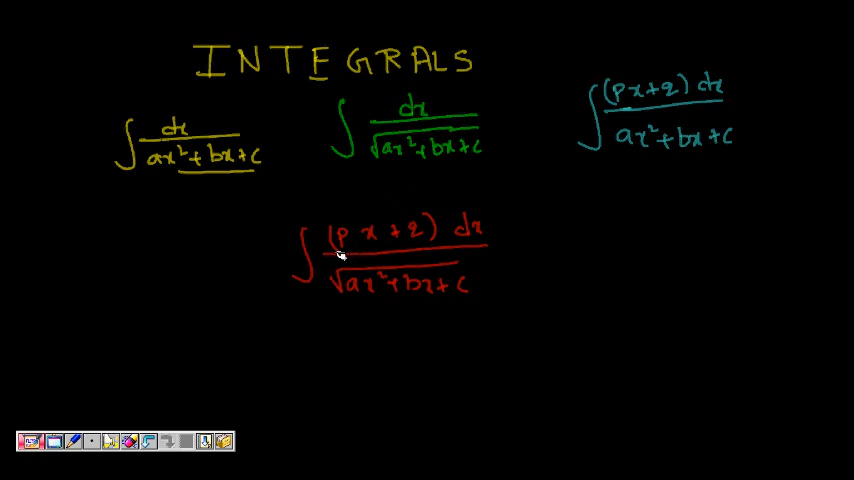 INTEGRALS
∫ dx / (ax² + bx + c)
∫ dx / √(ax² + bx + c)
∫ (px + q) dx / (ax² + bx + c)
∫ (px + q) dx / √(ax² + bx + c)